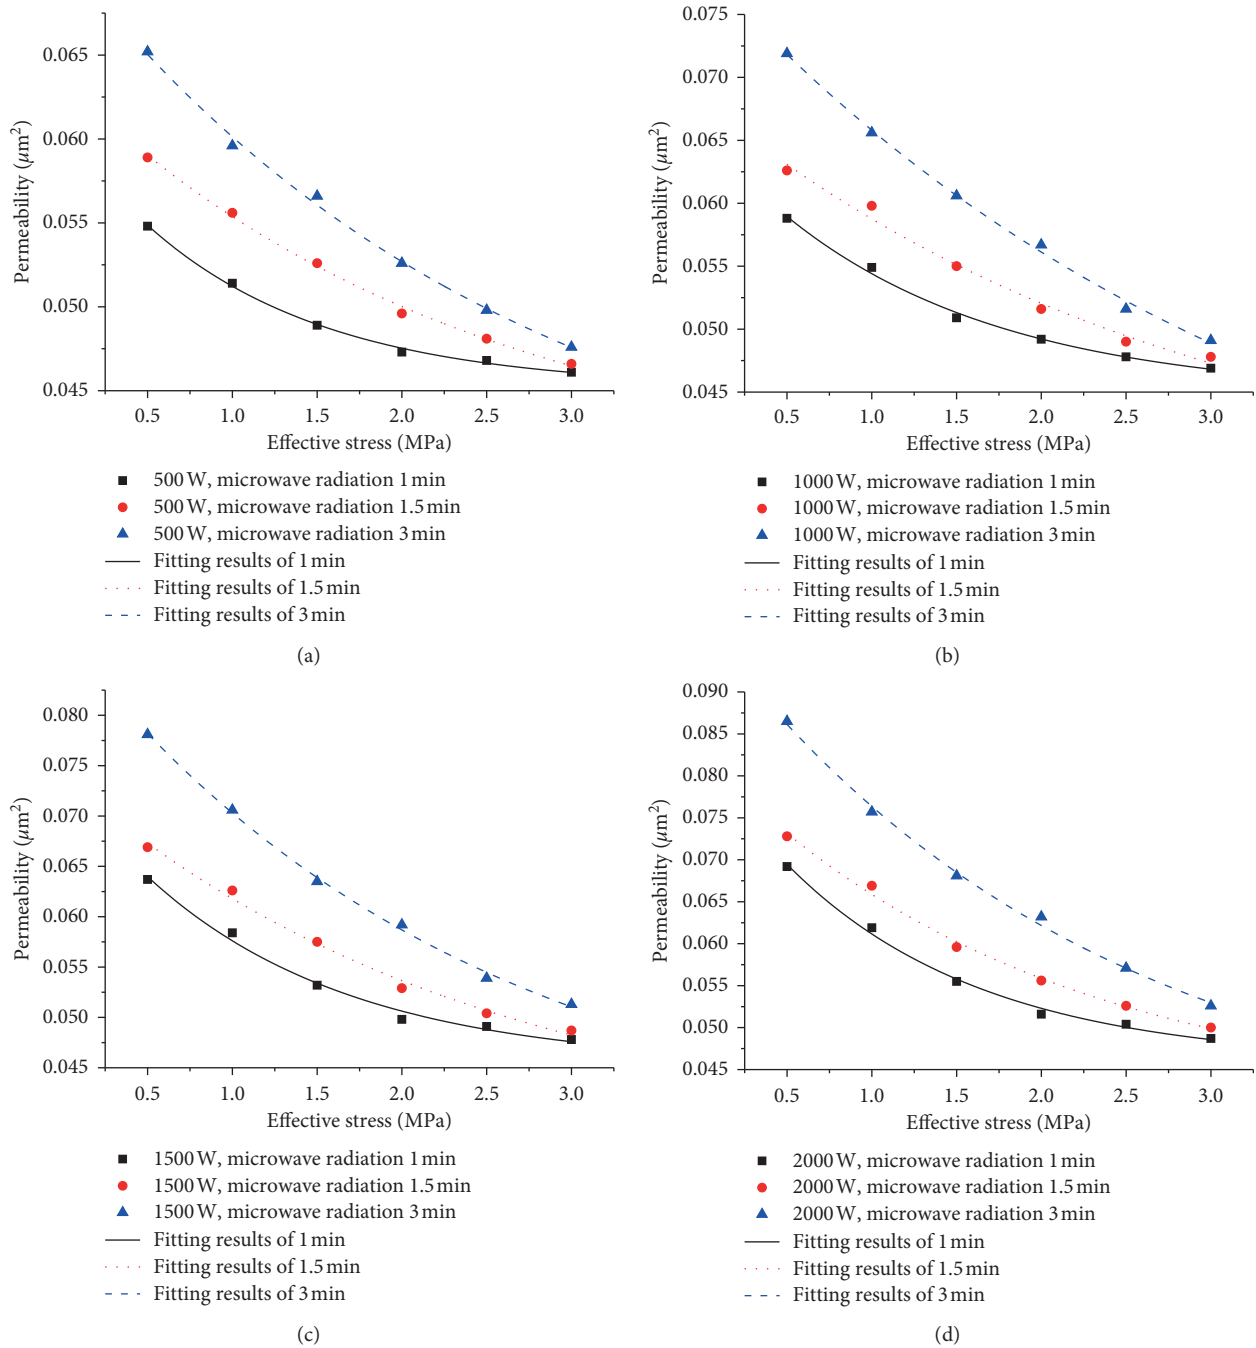 0.065
0.060
0.055
0.050
0.045
Permeability (μm²)
0.5 1.0 1.5 2.0 2.5 3.0
Effective stress (MPa)
500 W, microwave radiation 1 min
500 W, microwave radiation 1.5 min
500 W, microwave radiation 3 min
Fitting results of 1 min
Fitting results of 1.5 min
Fitting results of 3 min
(a)
0.075
0.070
0.065
0.060
0.055
0.050
0.045
Permeability (μm²)
0.5 1.0 1.5 2.0 2.5 3.0
Effective stress (MPa)
1000 W, microwave radiation 1 min
1000 W, microwave radiation 1.5 min
1000 W, microwave radiation 3 min
Fitting results of 1 min
Fitting results of 1.5 min
Fitting results of 3 min
(b)
0.080
0.075
0.070
0.065
0.060
0.055
0.050
0.045
Permeability (μm²)
0.5 1.0 1.5 2.0 2.5 3.0
Effective stress (MPa)
1500 W, microwave radiation 1 min
1500 W, microwave radiation 1.5 min
1500 W, microwave radiation 3 min
Fitting results of 1 min
Fitting results of 1.5 min
Fitting results of 3 min
(c)
0.090
0.085
0.080
0.075
0.070
0.065
0.060
0.055
0.050
0.045
Permeability (μm²)
0.5 1.0 1.5 2.0 2.5 3.0
Effective stress (MPa)
2000 W, microwave radiation 1 min
2000 W, microwave radiation 1.5 min
2000 W, microwave radiation 3 min
Fitting results of 1 min
Fitting results of 1.5 min
Fitting results of 3 min
(d)